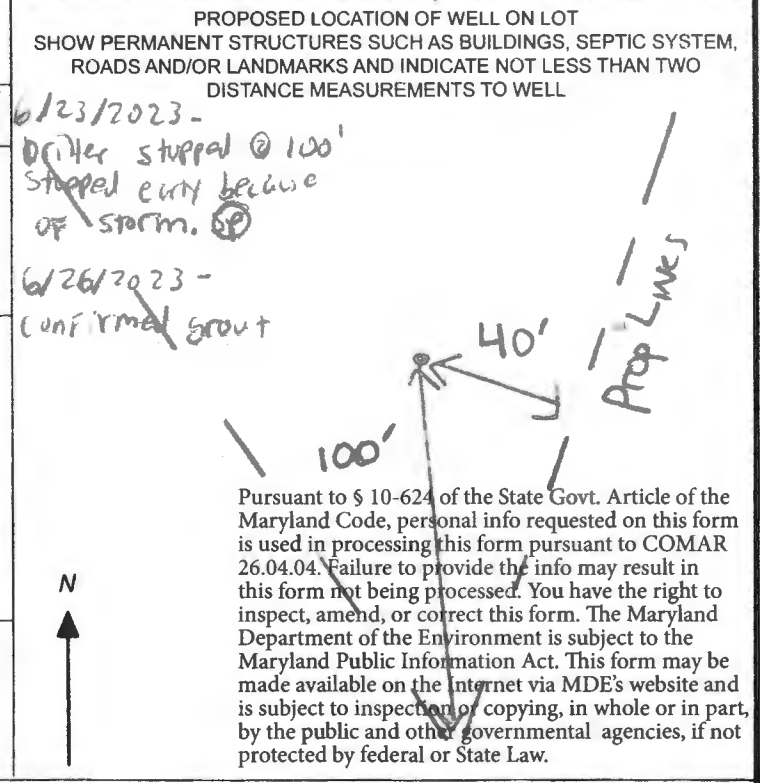 PROPOSED LOCATION OF WELL ON LOT
SHOW PERMANENT STRUCTURES SUCH AS BUILDINGS, SEPTIC SYSTEM,
ROADS AND/OR LANDMARKS AND INDICATE NOT LESS THAN TWO
DISTANCE MEASUREMENTS TO WELL
6/23/2023 -
Driller stopped @ 100'
Stopped early because
of storm.
6/26/2023 -
Confirmed grout
40'
Prop Lines
100'
Pursuant to § 10-624 of the State Govt. Article of the
Maryland Code, personal info requested on this form
is used in processing this form pursuant to COMAR
26.04.04. Failure to provide the info may result in
this form not being processed. You have the right to
inspect, amend, or correct this form. The Maryland
Department of the Environment is subject to the
Maryland Public Information Act. This form may be
made available on the Internet via MDE's website and
is subject to inspection or copying, in whole or in part,
by the public and other governmental agencies, if not
protected by federal or State Law.
N